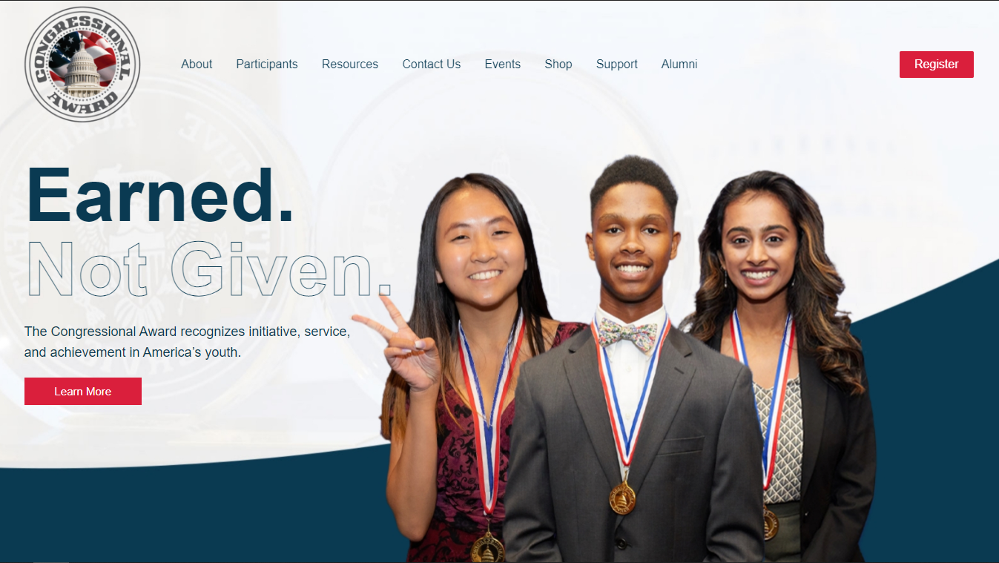 CONGRESSIONAL
AWARD
About
Participants
Resources
Contact Us
Events
Shop
Support
Alumni
Register
Earned.
Not Given.
The Congressional Award recognizes initiative, service,
and achievement in America’s youth.
Learn More